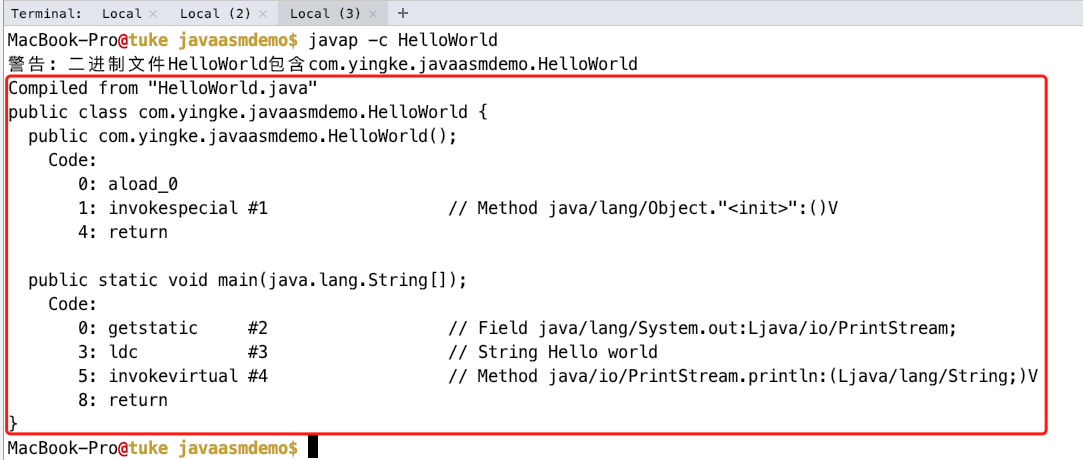 Terminal: Local × Local (2) × Local (3) × +
MacBook-Pro@tuke javaasmdemo$ javap -c HelloWorld
警告: 二进制文件HelloWorld包含com.yingke.javaasmdemo.HelloWorld
Compiled from "HelloWorld.java"
public class com.yingke.javaasmdemo.HelloWorld {
  public com.yingke.javaasmdemo.HelloWorld();
    Code:
       0: aload_0
       1: invokespecial #1                  // Method java/lang/Object."<init>":()V
       4: return

  public static void main(java.lang.String[]);
    Code:
       0: getstatic     #2                  // Field java/lang/System.out:Ljava/io/PrintStream;
       3: ldc           #3                  // String Hello world
       5: invokevirtual #4                  // Method java/io/PrintStream.println:(Ljava/lang/String;)V
       8: return
}
MacBook-Pro@tuke javaasmdemo$